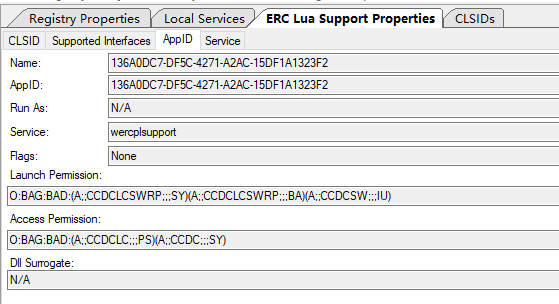 Registry Properties Local Services ERC Lua Support Properties CLSIDs
CLSID Supported Interfaces AppID Service
Name: 136A0DC7-DF5C-4271-A2AC-15DF1A1323F2
AppID: 136A0DC7-DF5C-4271-A2AC-15DF1A1323F2
Run As: N/A
Service: wercplsupport
Flags: None
Launch Permission:
O:BAG:BAD:(A;;CCDCLCSWRP;;;SY)(A;;CCDCLCSWRP;;;BA)(A;;CCDCSW;;;IU)
Access Permission:
O:BAG:BAD:(A;;CCDCLC;;;PS)(A;;CCDC;;;SY)
Dll Surrogate:
N/A